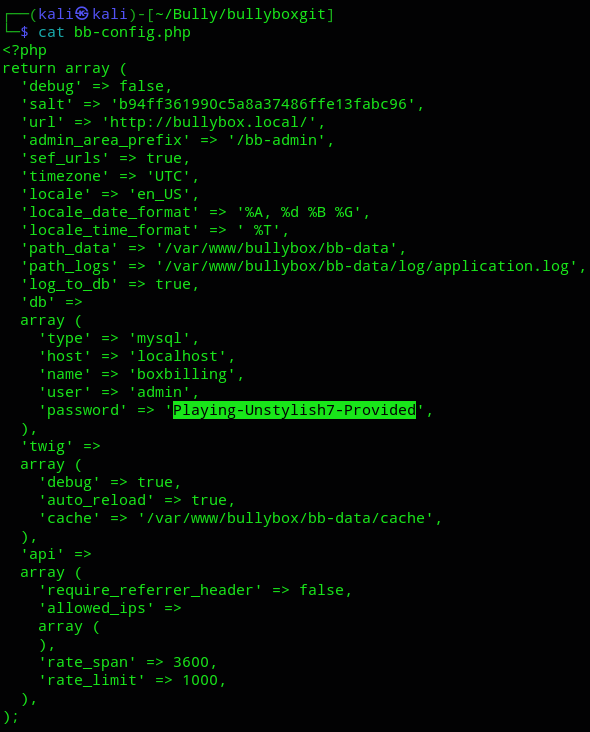 ┌──(kali㉿kali)-[~/Bully/bullyboxgit]
└─$ cat bb-config.php
<?php
return array (
  'debug' => false,
  'salt' => 'b94ff361990c5a8a37486ffe13fabc96',
  'url' => 'http://bullybox.local/',
  'admin_area_prefix' => '/bb-admin',
  'sef_urls' => true,
  'timezone' => 'UTC',
  'locale' => 'en_US',
  'locale_date_format' => '%A, %d %B %G',
  'locale_time_format' => ' %T',
  'path_data' => '/var/www/bullybox/bb-data',
  'path_logs' => '/var/www/bullybox/bb-data/log/application.log',
  'log_to_db' => true,
  'db' =>
  array (
    'type' => 'mysql',
    'host' => 'localhost',
    'name' => 'boxbilling',
    'user' => 'admin',
    'password' => 'Playing-Unstylish7-Provided',
  ),
  'twig' =>
  array (
    'debug' => true,
    'auto_reload' => true,
    'cache' => '/var/www/bullybox/bb-data/cache',
  ),
  'api' =>
  array (
    'require_referrer_header' => false,
    'allowed_ips' =>
    array (
    ),
    'rate_span' => 3600,
    'rate_limit' => 1000,
  ),
);